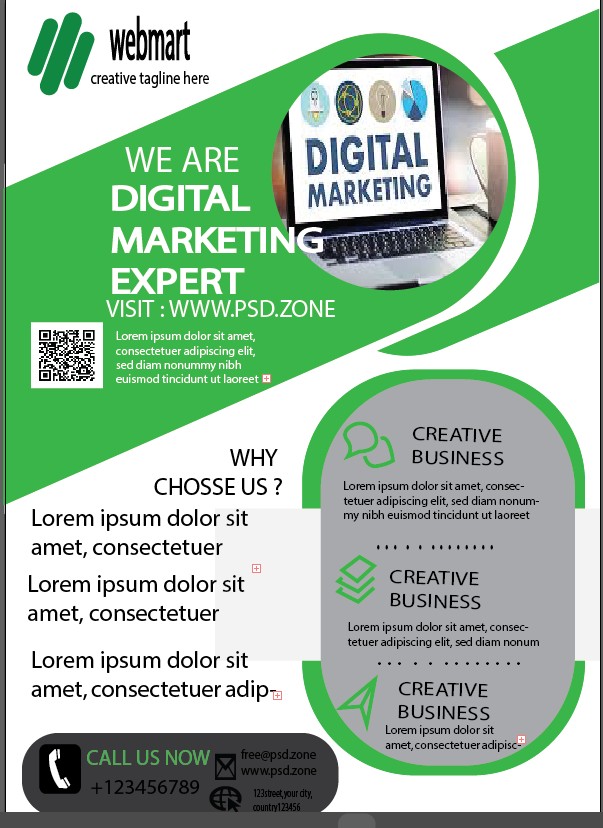 webmart
creative tagline here
DIGITAL
MARKETING
WE ARE
DIGITAL
MARKETING
EXPERT
VISIT : WWW.PSD.ZONE
Lorem ipsum dolor sit amet,
consectetuer adipiscing elit,
sed diam nonummy nibh
euismod tincidunt ut laoreet
WHY
CHOSSE US ?
Lorem ipsum dolor sit
amet, consectetuer
Lorem ipsum dolor sit
amet, consectetuer
Lorem ipsum dolor sit
amet, consectetuer adip-
CREATIVE
BUSINESS
Lorem ipsum dolor sit amet, consec-
tetuer adipiscing elit, sed diam nonum-
my nibh euismod tincidunt ut laoreet
CREATIVE
BUSINESS
Lorem ipsum dolor sit amet, consec-
tetuer adipiscing elit, sed diam nonum
CREATIVE
BUSINESS
Lorem ipsum dolor sit
amet, consectetuer adipisc-
CALL US NOW
+123456789
free@psd.zone
www.psd.zone
123street,your city,
country123456